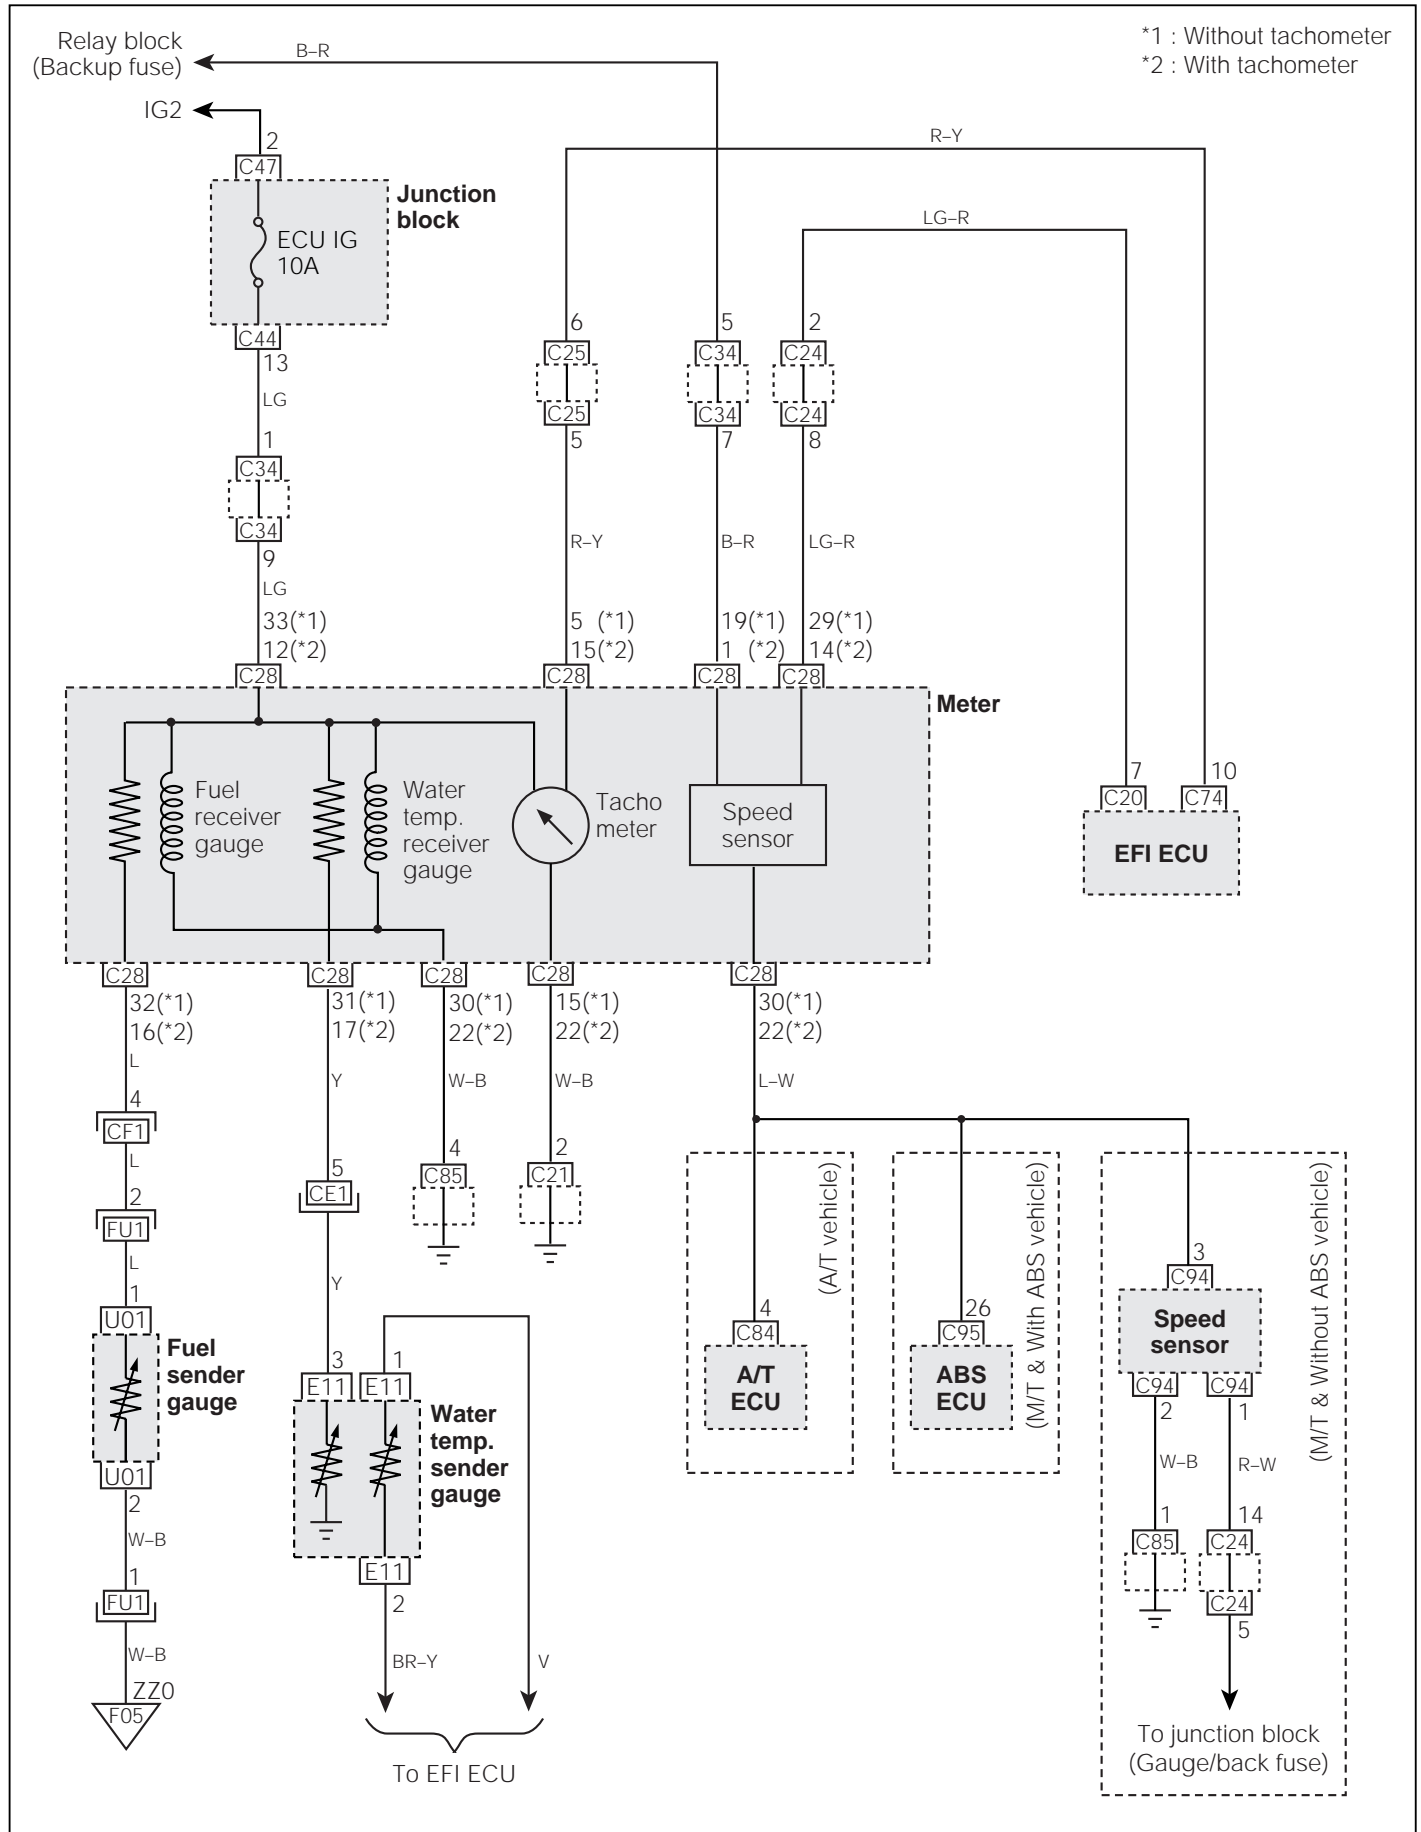 Relay block
(Backup fuse)
B–R
*1 : Without tachometer
*2 : With tachometer
IG2
2
C47
Junction
block
ECU IG
10A
C44
13
LG
1
C34
C34
9
LG
33(*1)
12(*2)
C28
R–Y
LG–R
6
C25
C25
5
R–Y
5 (*1)
15(*2)
C28
5
C34
C34
7
B–R
19(*1)
1 (*2)
C28
2
C24
C24
8
LG–R
29(*1)
14(*2)
C28
Meter
Fuel
receiver
gauge
Water
temp.
receiver
gauge
Tacho
meter
Speed
sensor
7
C20
10
C74
EFI ECU
C28
32(*1)
16(*2)
L
4
CF1
L
2
FU1
L
1
U01
Fuel
sender
gauge
U01
2
W–B
1
FU1
W–B
ZZ0
F05
C28
31(*1)
17(*2)
Y
5
CE1
Y
3
E11
1
E11
Water
temp.
sender
gauge
E11
2
BR–Y
V
To EFI ECU
C28
30(*1)
22(*2)
W–B
4
C85
C28
15(*1)
22(*2)
W–B
2
C21
C28
30(*1)
22(*2)
L–W
(A/T vehicle)
4
C84
A/T
ECU
(M/T & With ABS vehicle)
26
C95
ABS
ECU
(M/T & Without ABS vehicle)
3
C94
Speed
sensor
C94
2
W–B
1
C85
C94
1
R–W
14
C24
C24
5
To junction block
(Gauge/back fuse)